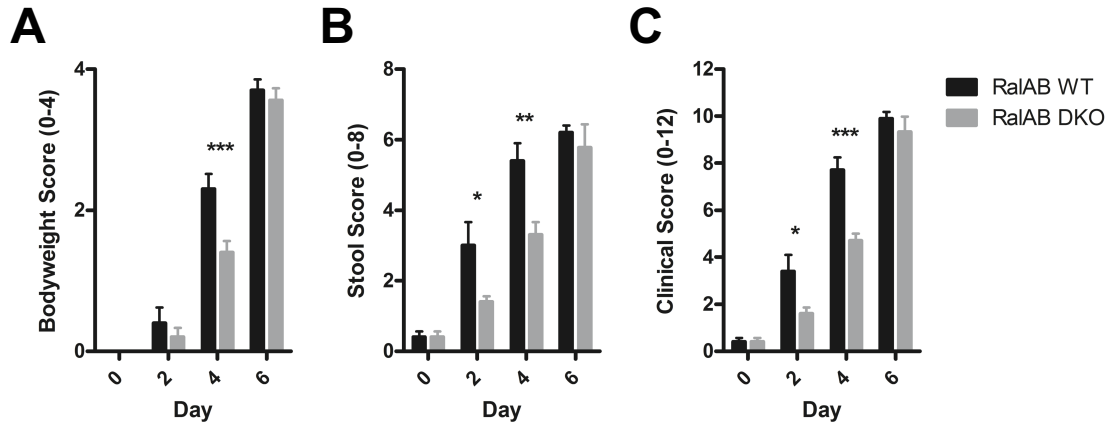 A
Bodyweight Score (0-4)
4
2
0
***
0 2 4 6
Day
B
Stool Score (0-8)
8
6
4
2
0
*
**
0 2 4 6
Day
C
Clinical Score (0-12)
12
10
8
6
4
2
0
*
***
0 2 4 6
Day
RalAB WT
RalAB DKO